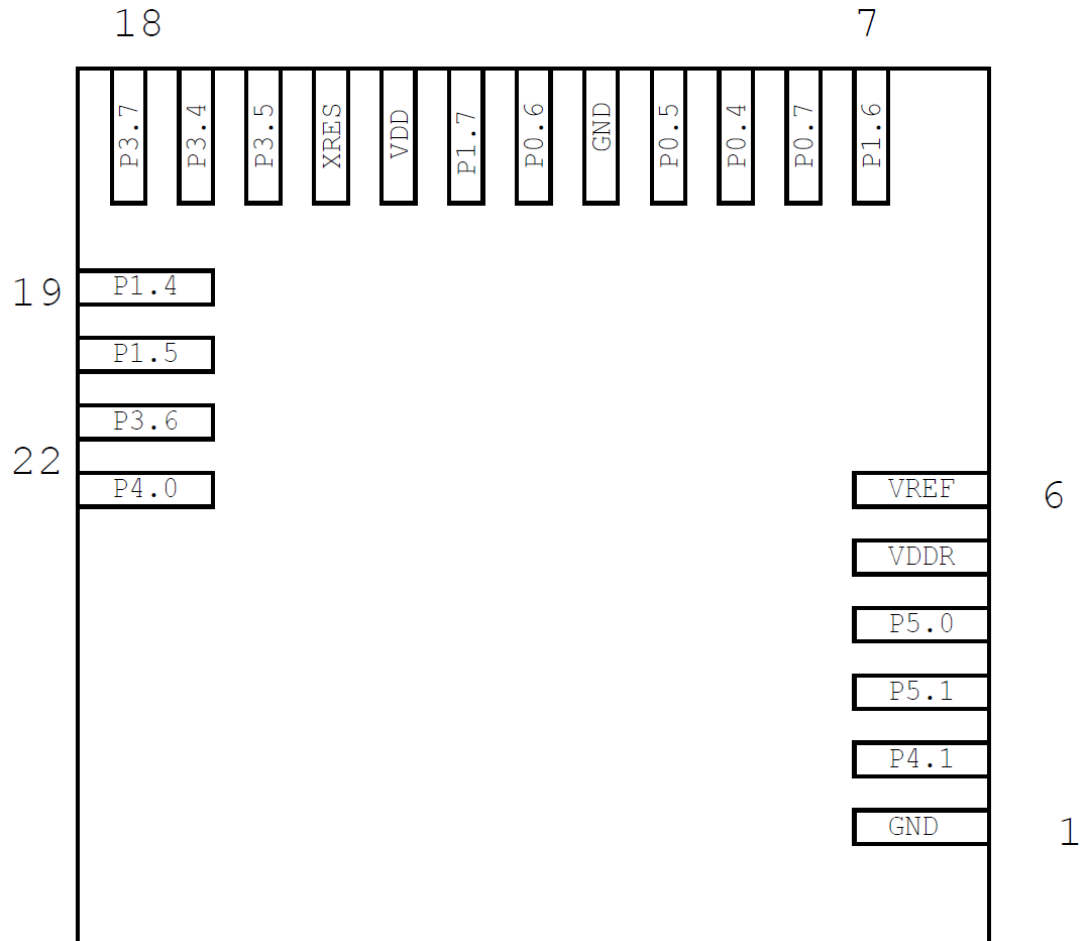 18 7
P3.7 P3.4 P3.5 XRES VDD P1.7 P0.6 GND P0.5 P0.4 P0.7 P1.6
19 P1.4
P1.5
P3.6
22 P4.0
VREF 6
VDDR
P5.0
P5.1
P4.1
GND 1